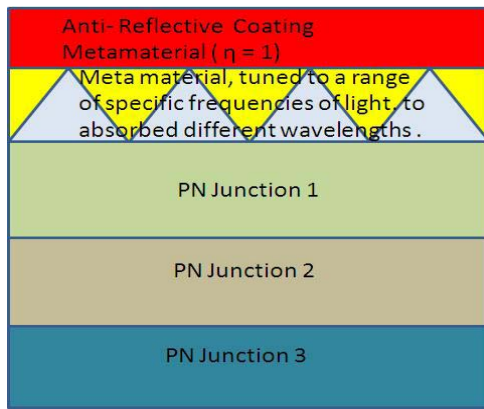 Anti- Reflective Coating
Metamaterial ( η = 1)
Meta material, tuned to a range
of specific frequencies of light. to
absorbed different wavelengths .
PN Junction 1
PN Junction 2
PN Junction 3